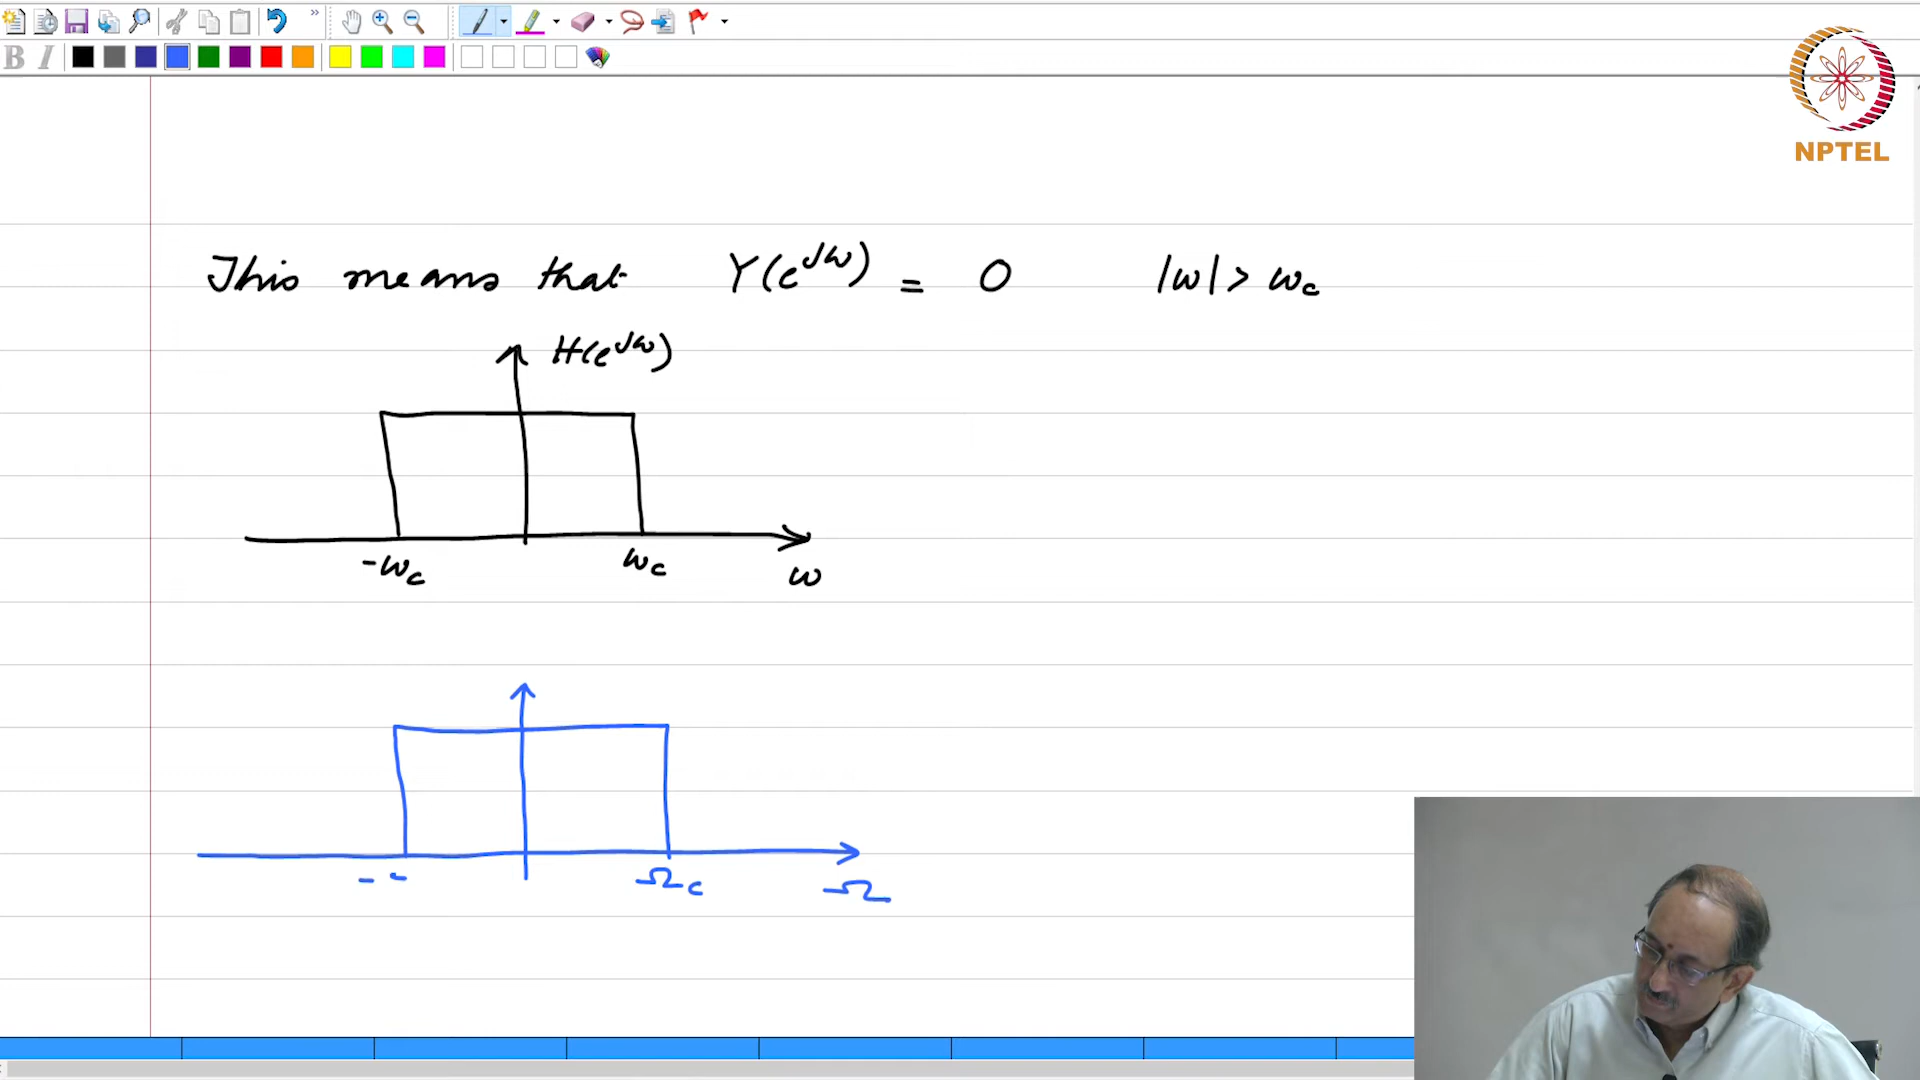 B I
NPTEL
This means that Y(e^{jω}) = 0 |ω| > ω_c
H(e^{jω})
-ω_c ω_c ω
- Ω_c Ω